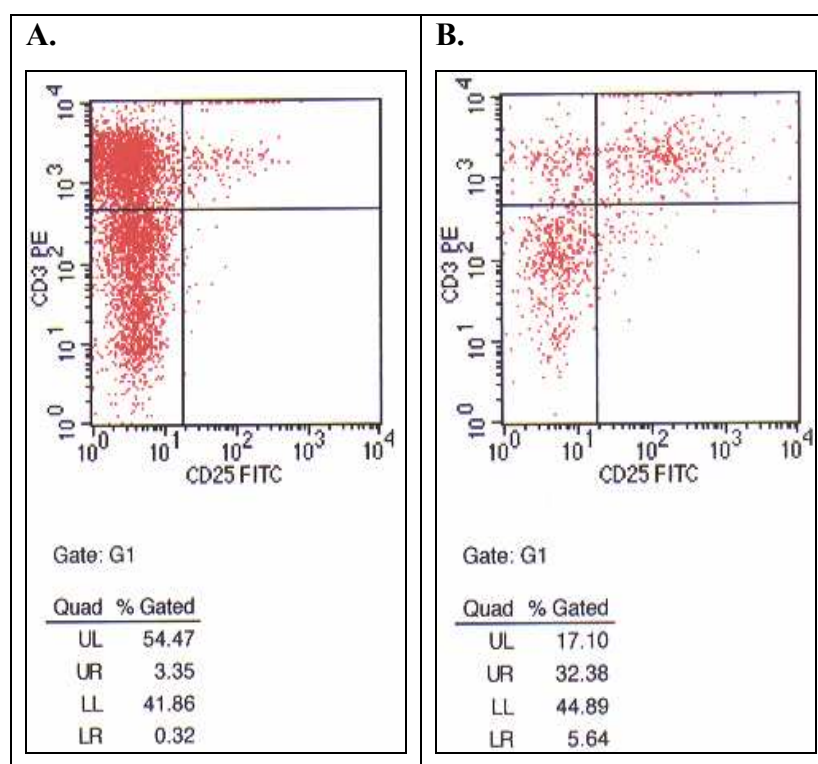 A.
10^4
10^3
10^2
10^1
10^0
CD3 PE
10^0 10^1 10^2 10^3 10^4
CD25 FITC
Gate: G1
Quad % Gated
UL 54.47
UR 3.35
LL 41.86
LR 0.32
B.
10^4
10^3
10^2
10^1
10^0
CD3 PE
10^0 10^1 10^2 10^3 10^4
CD25 FITC
Gate: G1
Quad % Gated
UL 17.10
UR 32.38
LL 44.89
LR 5.64